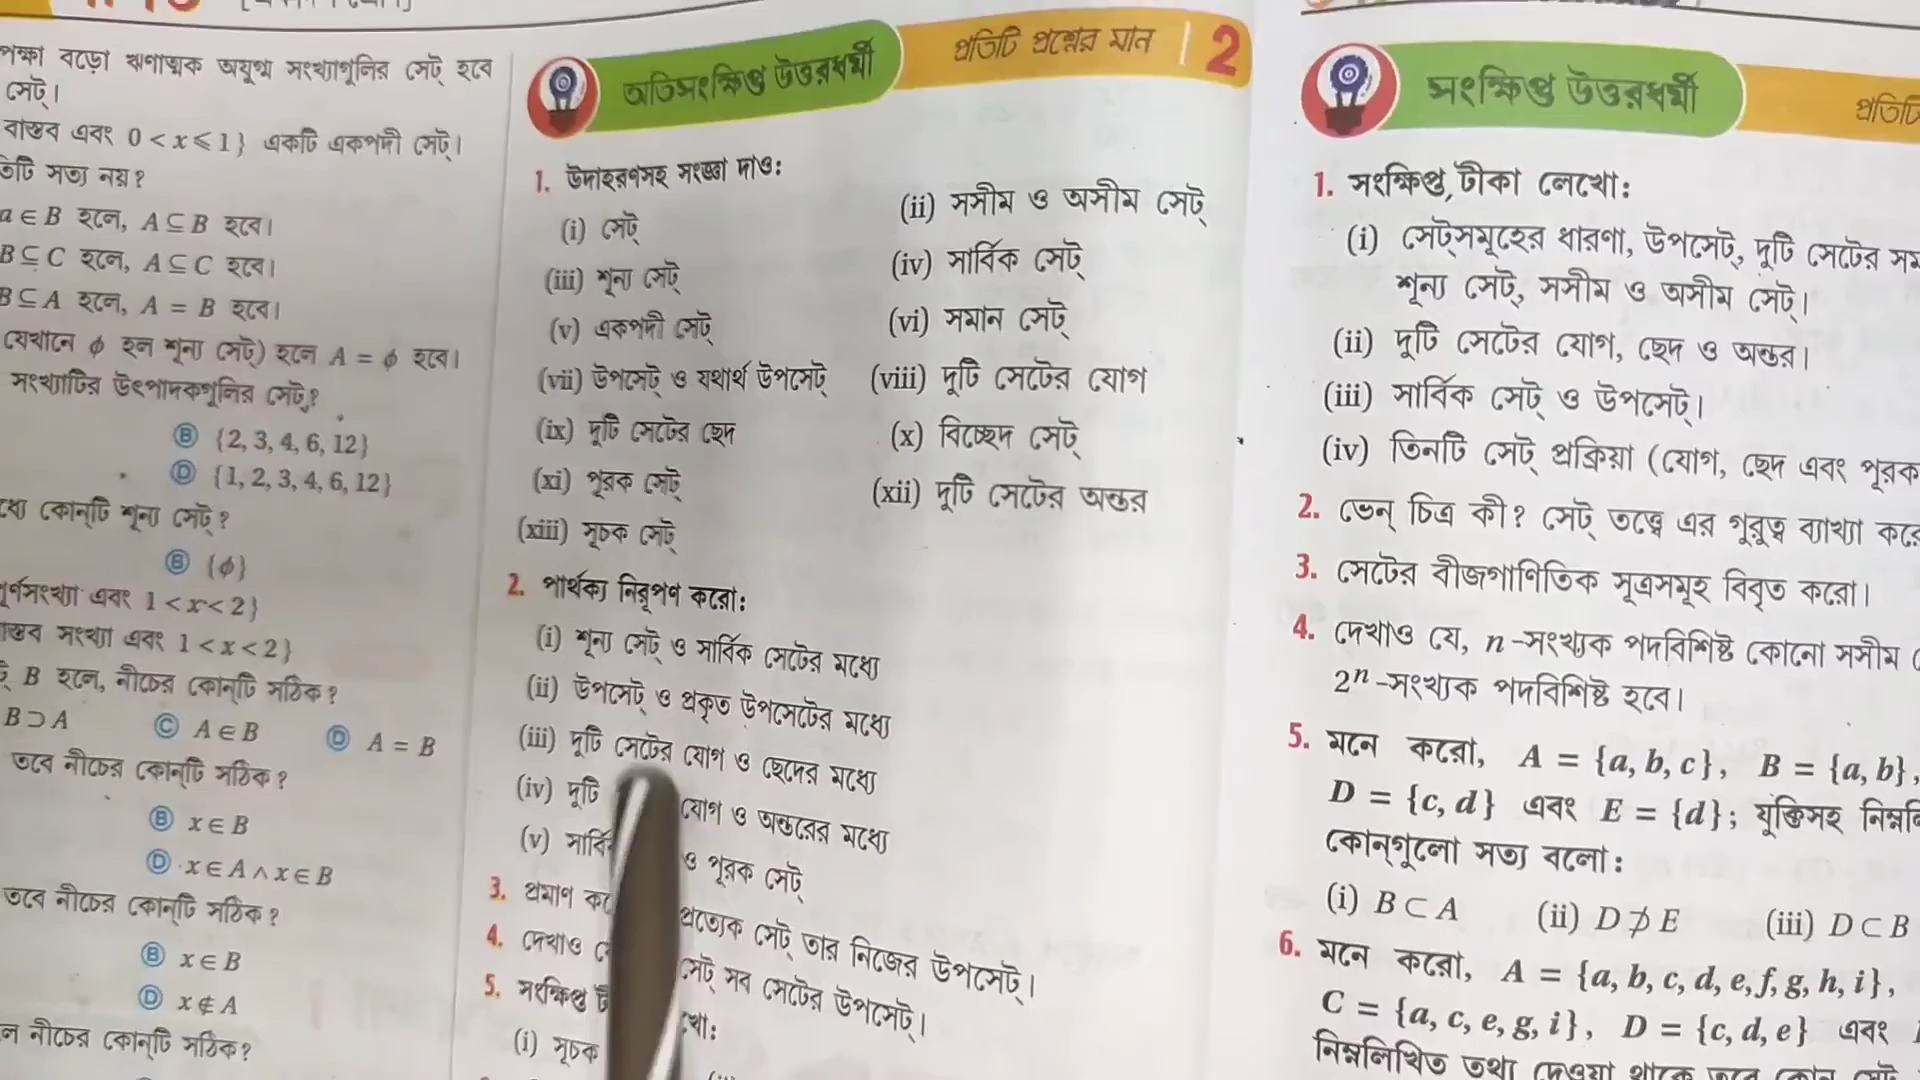 পেক্ষা বড়ো ঋণাত্মক অযুগ্ম সংখ্যাগুলির সেট্ হবে
সেট্।
বাস্তব এবং 0 < x ⩽ 1} একটি একপদী সেট্।
সত্য নয়?
a ∈ B হলে, A ⊆ B হবে।
B ⊆ C হলে, A ⊆ C হবে।
B ⊆ A হলে, A = B হবে।
যেখানে ϕ হল শূন্য সেট্) হলে A = ϕ হবে।
সংখ্যাটির উৎপাদকগুলির সেট্?
Ⓑ {2, 3, 4, 6, 12}
Ⓓ {1, 2, 3, 4, 6, 12}
কোন্‌টি শূন্য সেট্?
Ⓑ {ϕ}
পূর্ণসংখ্যা এবং 1 < x < 2}
সংখ্যা এবং 1 < x < 2}
B হলে, নীচের কোন্‌টি সঠিক?
B ⊃ A Ⓒ A ∈ B Ⓓ A = B
তবে নীচের কোন্‌টি সঠিক?
Ⓑ x ∈ B
Ⓓ x ∈ A ∧ x ∈ B
তবে নীচের কোন্‌টি সঠিক?
Ⓑ x ∈ B
Ⓓ x ∉ A
নীচের কোন্‌টি সঠিক?
অতিসংক্ষিপ্ত উত্তরধর্মী প্রতিটি প্রশ্নের মান | 2
1. উদাহরণসহ সংজ্ঞা দাও:
(i) সেট্ (ii) সসীম ও অসীম সেট্
(iii) শূন্য সেট্ (iv) সার্বিক সেট্
(v) একপদী সেট্ (vi) সমান সেট্
(vii) উপসেট্ ও যথার্থ উপসেট্ (viii) দুটি সেটের যোগ
(ix) দুটি সেটের ছেদ (x) বিচ্ছেদ সেট্
(xi) পূরক সেট্ (xii) দুটি সেটের অন্তর
(xiii) সূচক সেট্
2. পার্থক্য নিরূপণ করো:
(i) শূন্য সেট্ ও সার্বিক সেটের মধ্যে
(ii) উপসেট্ ও প্রকৃত উপসেটের মধ্যে
(iii) দুটি সেটের যোগ ও ছেদের মধ্যে
(iv) দুটি যোগ ও অন্তরের মধ্যে
(v) ও পূরক সেট্
3. প্রমাণ প্রত্যেক সেট্ তার নিজের উপসেট্।
4. দেখাও সেট্ সব সেটের উপসেট্।
5. সংক্ষিপ্ত
(i) সূচক
সংক্ষিপ্ত উত্তরধর্মী
1. সংক্ষিপ্ত টীকা লেখো:
(i) সেট্‌সমূহের ধারণা, উপসেট্, দুটি সেটের
শূন্য সেট্, সসীম ও অসীম সেট্।
(ii) দুটি সেটের যোগ, ছেদ ও অন্তর।
(iii) সার্বিক সেট্ ও উপসেট্।
(iv) তিনটি সেট্ প্রক্রিয়া (যোগ, ছেদ এবং পূরক
2. ভেন্ চিত্র কী? সেট্ তত্ত্বে এর গুরুত্ব ব্যাখ্যা
3. সেটের বীজগাণিতিক সূত্রসমূহ বিবৃত করো।
4. দেখাও যে, n-সংখ্যক পদবিশিষ্ট কোনো সসীম
2ⁿ-সংখ্যক পদবিশিষ্ট হবে।
5. মনে করো, A = {a, b, c}, B = {a, b},
D = {c, d} এবং E = {d}; যুক্তিসহ
কোন্‌গুলো সত্য বলো:
(i) B ⊂ A (ii) D ⊅ E (iii) D ⊂ B
6. মনে করো, A = {a, b, c, d, e, f, g, h, i},
C = {a, c, e, g, i}, D = {c, d, e} এবং
নিম্নলিখিত তথ্য দেওয়া থাকে তবে কোন সেট্